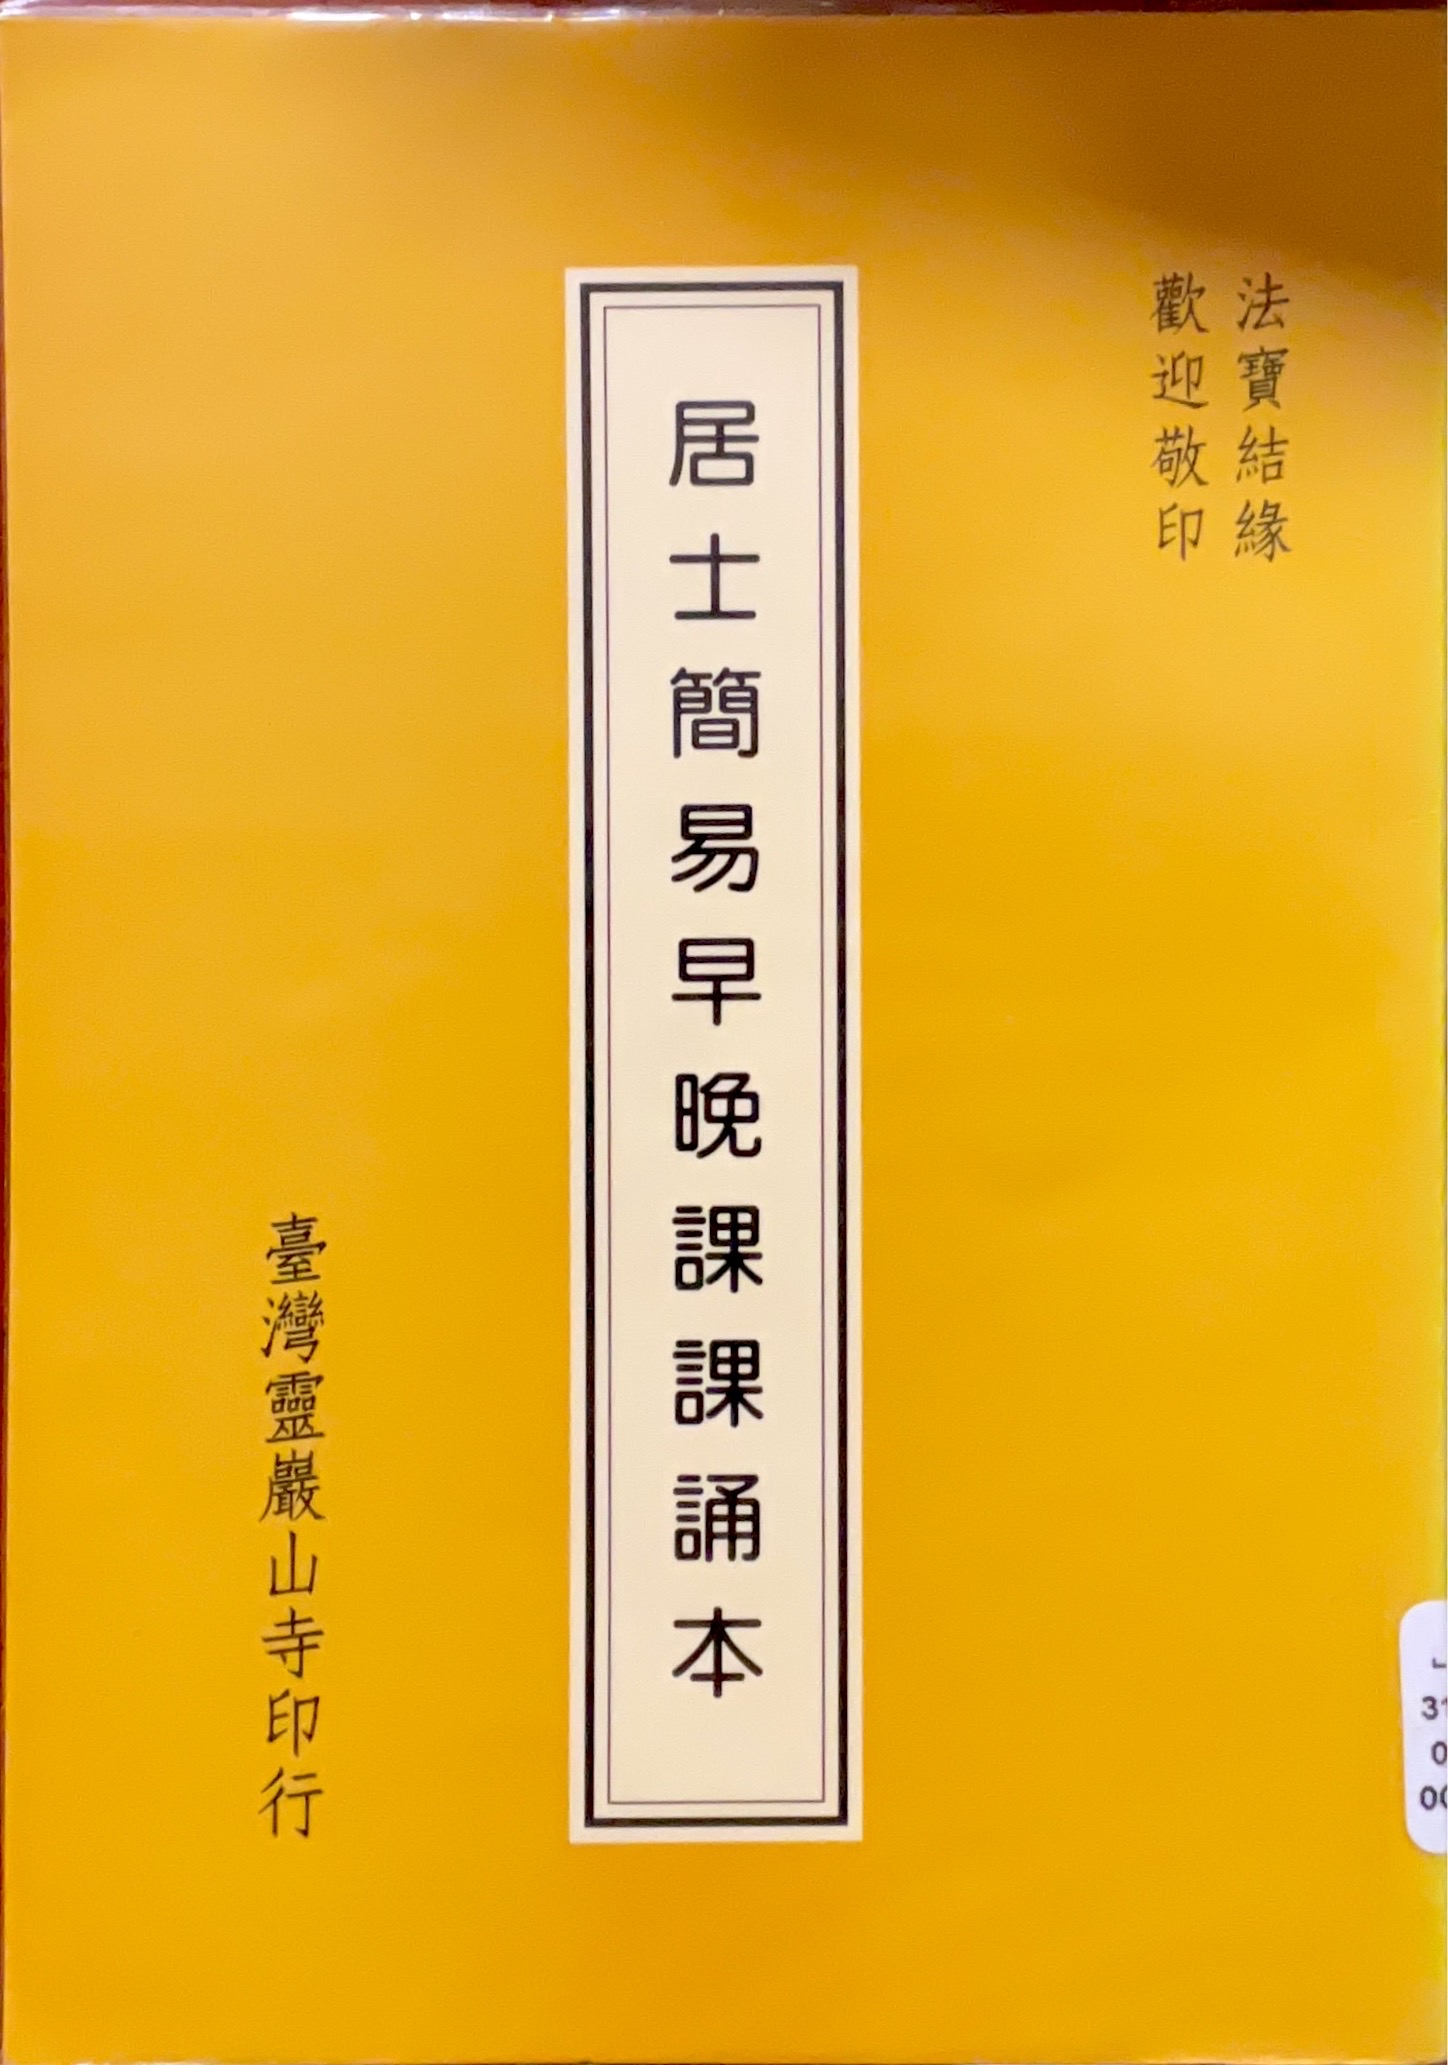 法寶結緣
歡迎敬印
居士簡易早晚課課誦本
臺灣靈巖山寺印行